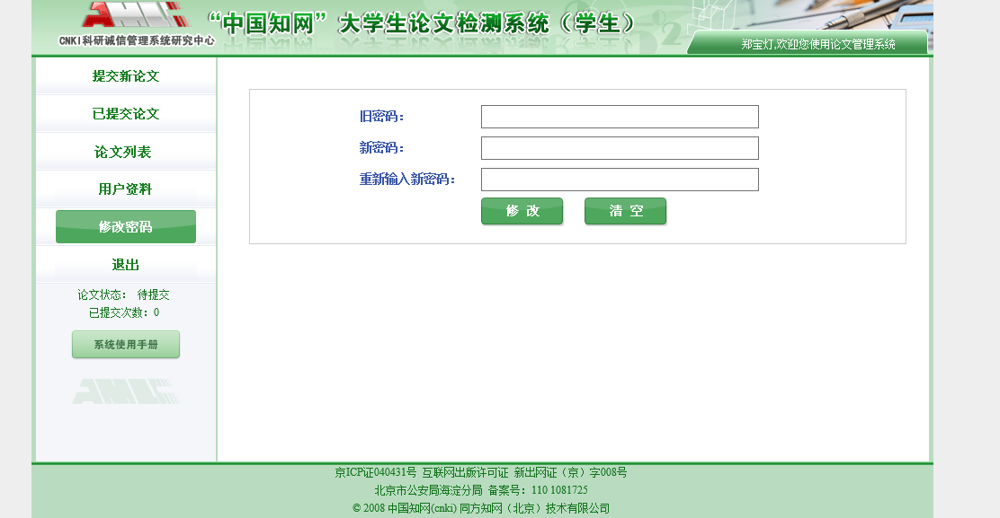 CNKI科研诚信管理系统研究中心
“中国知网”大学生论文检测系统（学生）
郑宝灯,欢迎您使用论文管理系统
提交新论文
已提交论文
论文列表
用户资料
修改密码
退出
论文状态： 待提交
已提交次数：0
系统使用手册
旧密码：
新密码：
重新输入新密码：
修 改
清 空
京ICP证040431号 互联网出版许可证 新出网证（京）字008号
北京市公安局海淀分局 备案号：110 1081725
© 2008 中国知网(cnki) 同方知网（北京）技术有限公司